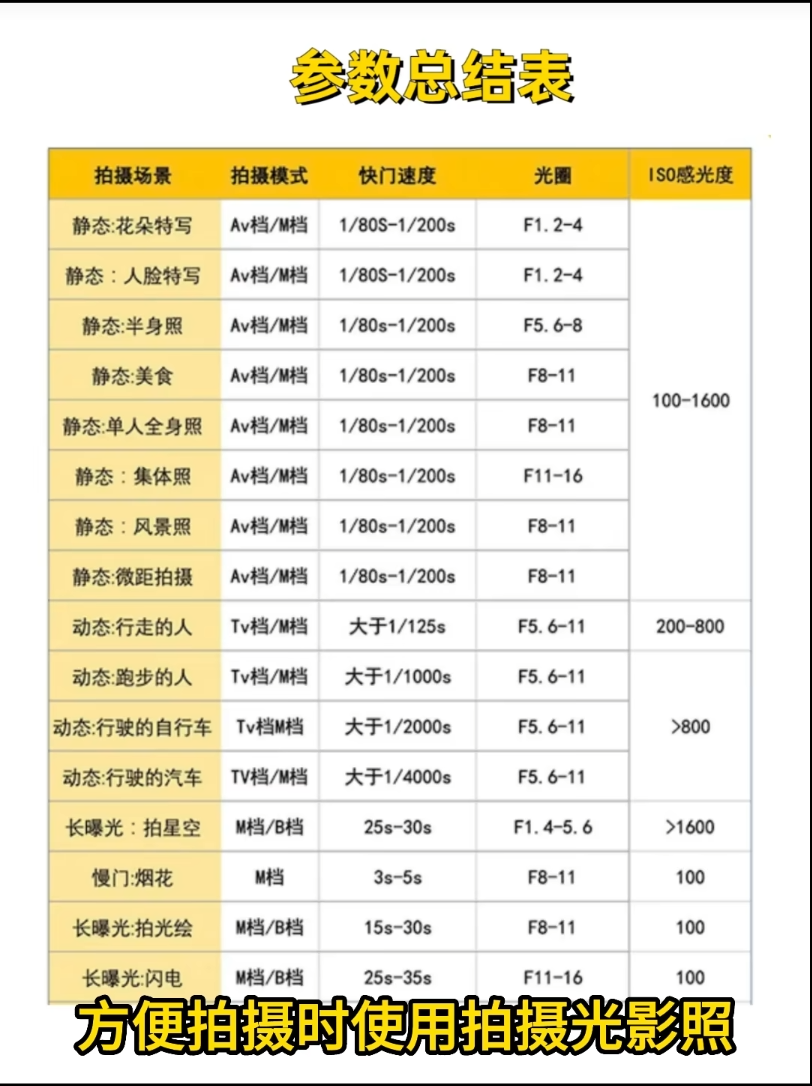 参数总结表
拍摄场景 拍摄模式 快门速度 光圈 ISO感光度
静态:花朵特写 Av档/M档 1/80S-1/200s F1.2-4
静态：人脸特写 Av档/M档 1/80S-1/200s F1.2-4
静态:半身照 Av档/M档 1/80s-1/200s F5.6-8
静态:美食 Av档/M档 1/80s-1/200s F8-11
100-1600
静态:单人全身照 Av档/M档 1/80s-1/200s F8-11
静态：集体照 Av档/M档 1/80s-1/200s F11-16
静态：风景照 Av档/M档 1/80s-1/200s F8-11
静态:微距拍摄 Av档/M档 1/80s-1/200s F8-11
动态:行走的人 Tv档/M档 大于1/125s F5.6-11 200-800
动态:跑步的人 Tv档/M档 大于1/1000s F5.6-11
动态:行驶的自行车 Tv档M档 大于1/2000s F5.6-11 >800
动态:行驶的汽车 TV档/M档 大于1/4000s F5.6-11
长曝光：拍星空 M档/B档 25s-30s F1.4-5.6 >1600
慢门:烟花 M档 3s-5s F8-11 100
长曝光:拍光绘 M档/B档 15s-30s F8-11 100
长曝光:闪电 M档/B档 25s-35s F11-16 100
方便拍摄时使用拍摄光影照